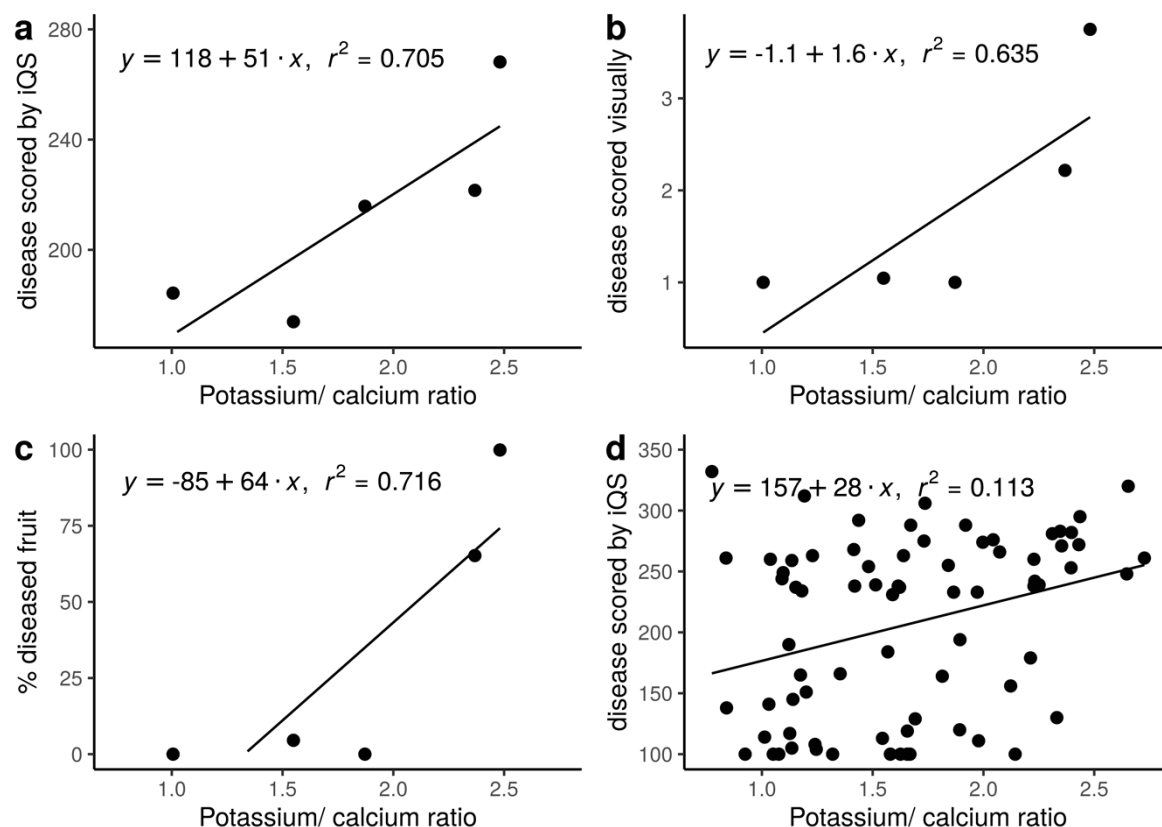 a
y = 118 + 51 · x, r² = 0.705
disease scored by iQS
280
240
200
1.0 1.5 2.0 2.5
Potassium/ calcium ratio
b
y = -1.1 + 1.6 · x, r² = 0.635
disease scored visually
3
2
1
1.0 1.5 2.0 2.5
Potassium/ calcium ratio
c
y = -85 + 64 · x, r² = 0.716
% diseased fruit
100
75
50
25
0
1.0 1.5 2.0 2.5
Potassium/ calcium ratio
d
y = 157 + 28 · x, r² = 0.113
disease scored by iQS
350
300
250
200
150
100
1.0 1.5 2.0 2.5
Potassium/ calcium ratio